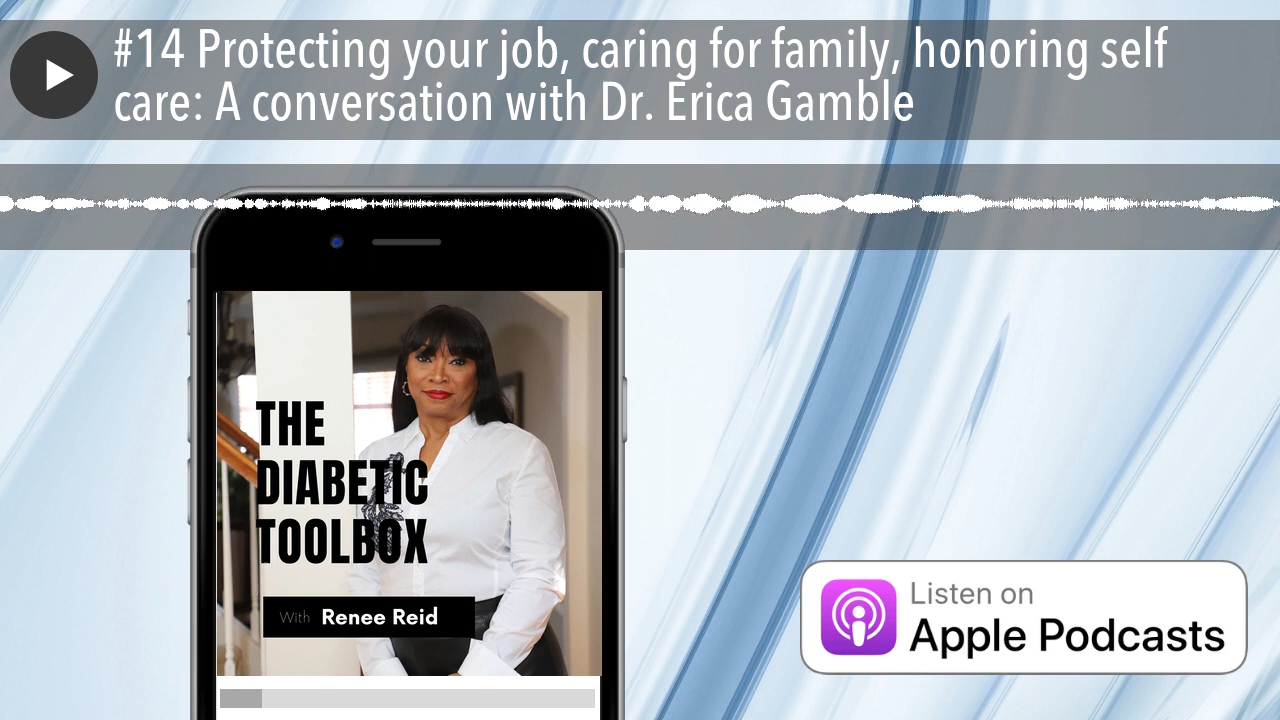 #14 Protecting your job, caring for family, honoring self
care: A conversation with Dr. Erica Gamble
THE
DIABETIC
TOOLBOX
With Renee Reid
Listen on
Apple Podcasts